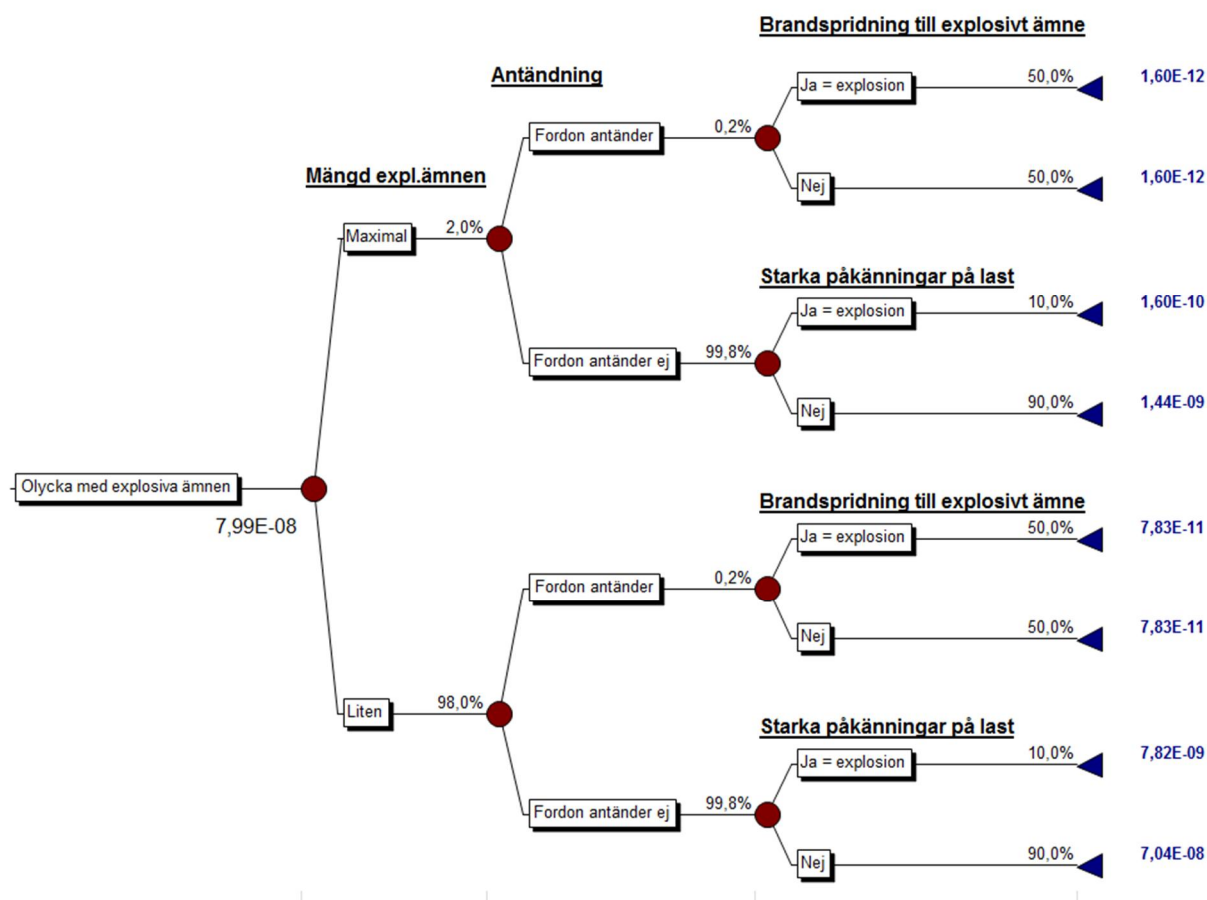 Brandspridning till explosivt ämne
Antändning
Ja = explosion 50,0% 1,60E-12
Fordon antänder 0,2%
Mängd expl.ämnen
Nej 50,0% 1,60E-12
Maximal 2,0%
Starka påkänningar på last
Ja = explosion 10,0% 1,60E-10
Fordon antänder ej 99,8%
Nej 90,0% 1,44E-09
Olycka med explosiva ämnen
7,99E-08
Brandspridning till explosivt ämne
Ja = explosion 50,0% 7,83E-11
Fordon antänder 0,2%
Nej 50,0% 7,83E-11
Liten 98,0%
Starka påkänningar på last
Ja = explosion 10,0% 7,82E-09
Fordon antänder ej 99,8%
Nej 90,0% 7,04E-08